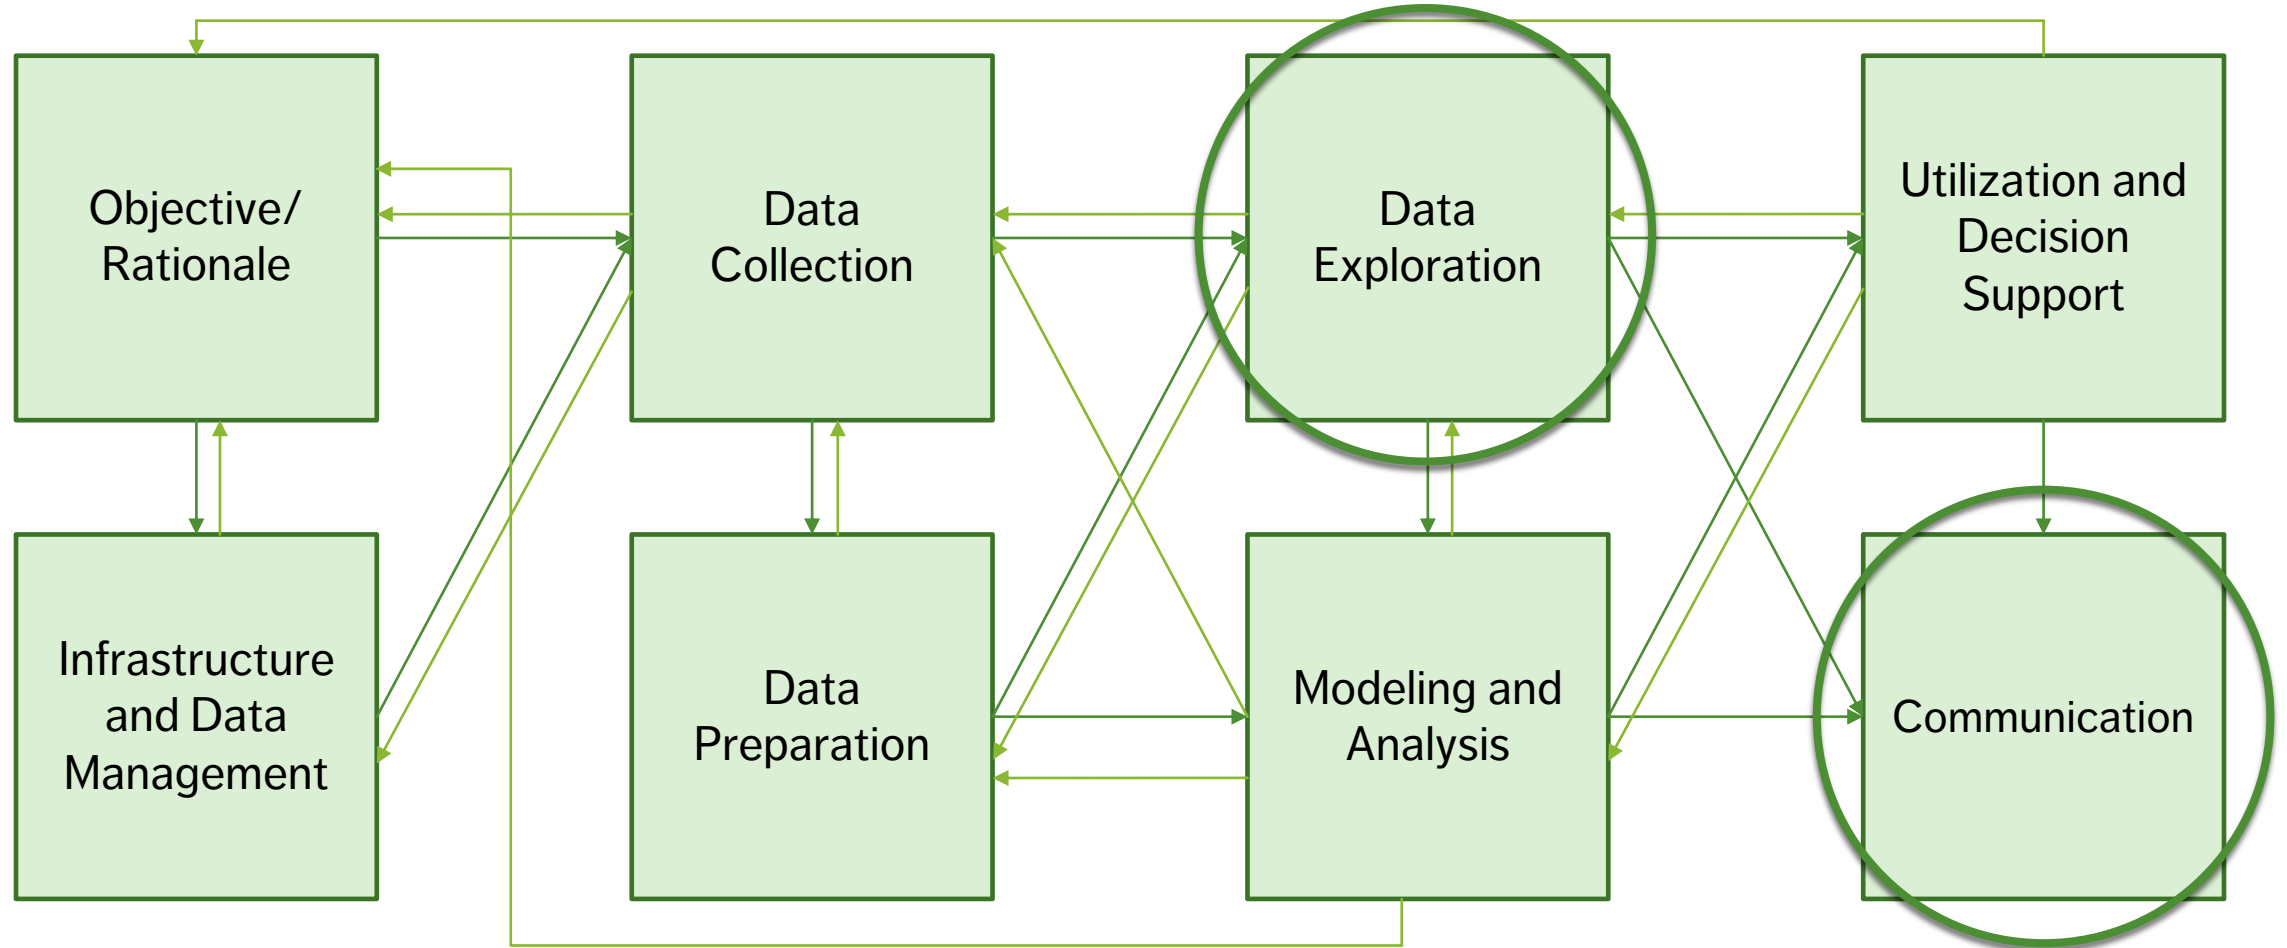 Objective/
Rationale
Data
Collection
Data
Exploration
Utilization and
Decision
Support
Infrastructure
and Data
Management
Data
Preparation
Modeling and
Analysis
Communication